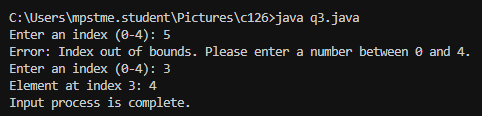 C:\Users\mpstme.student\Pictures\c126>java q3.java
Enter an index (0-4): 5
Error: Index out of bounds. Please enter a number between 0 and 4.
Enter an index (0-4): 3
Element at index 3: 4
Input process is complete.